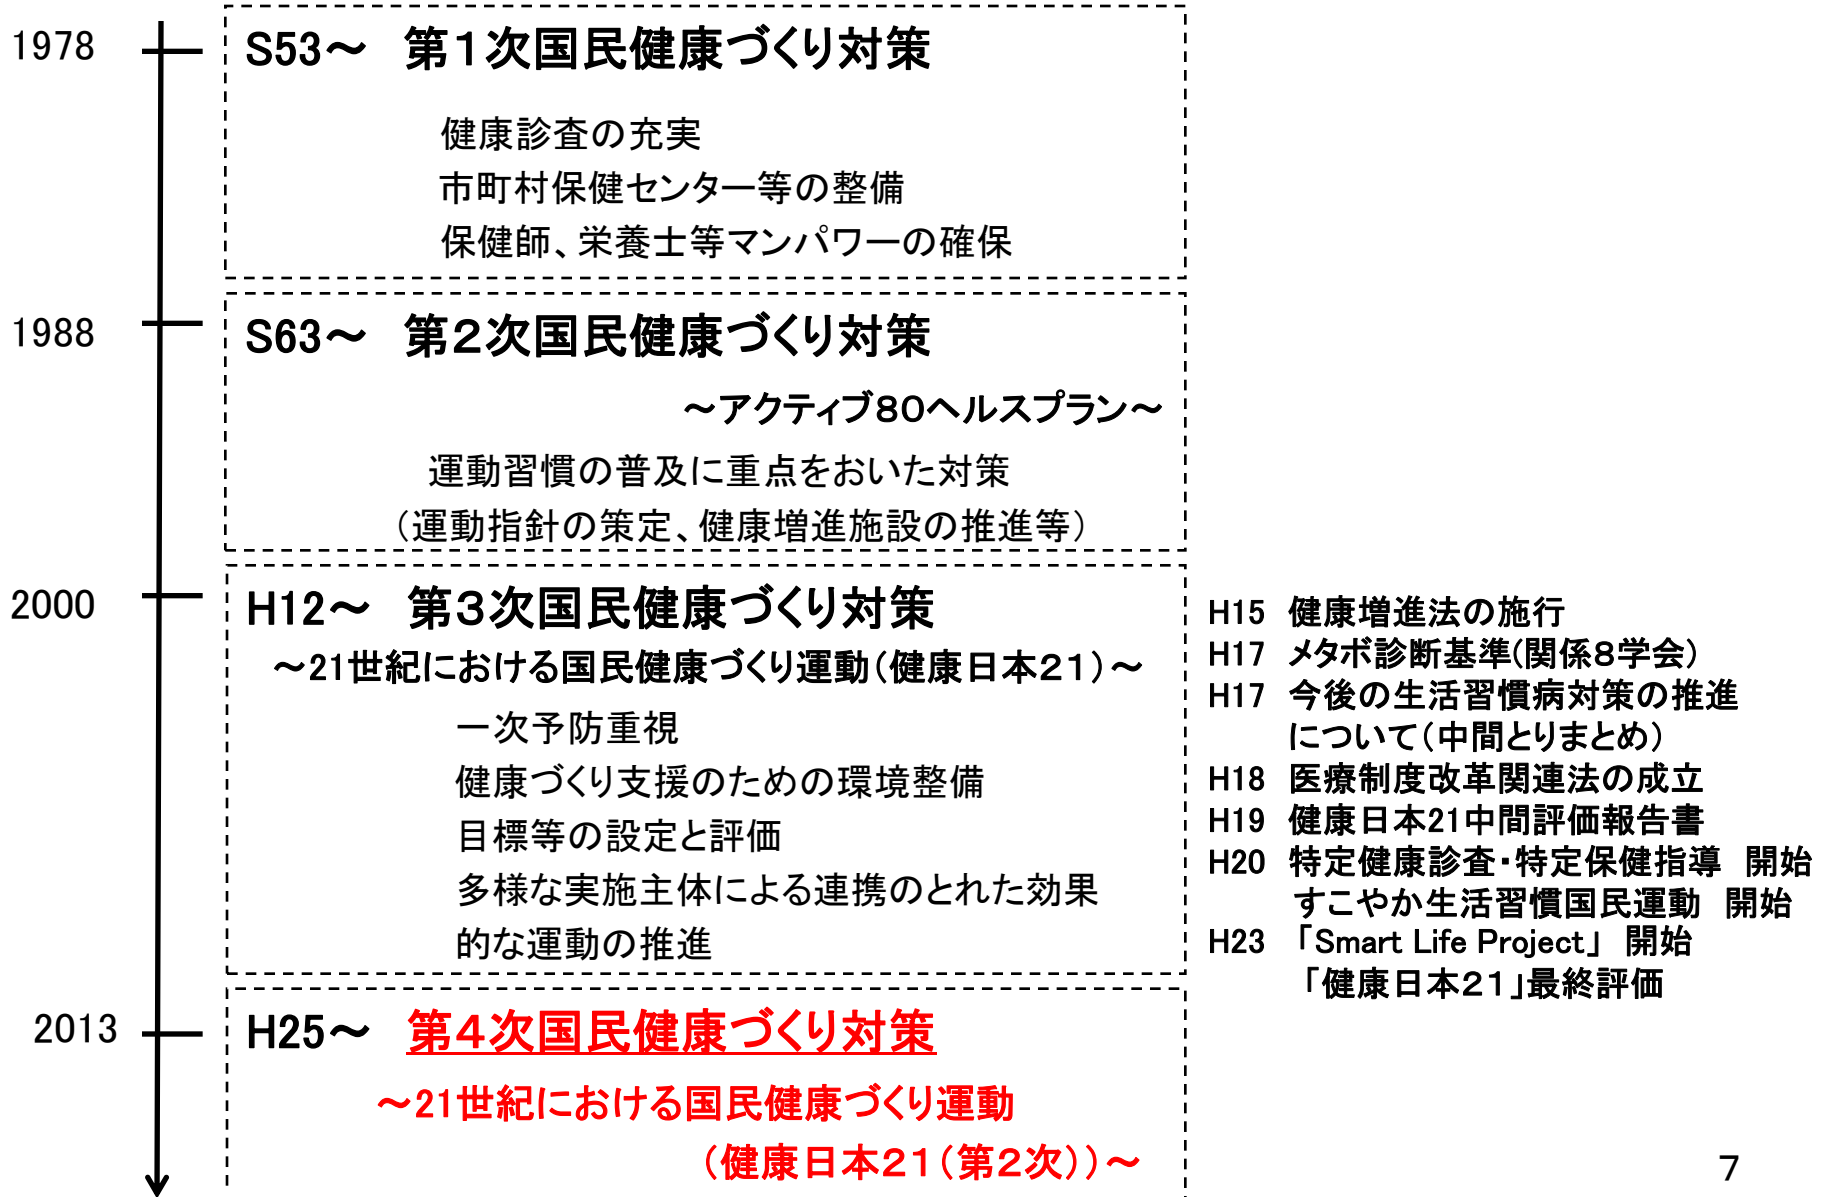 1978
S53～ 第１次国民健康づくり対策
健康診査の充実
市町村保健センター等の整備
保健師、栄養士等マンパワーの確保
1988
S63～ 第２次国民健康づくり対策
～アクティブ８０ヘルスプラン～
運動習慣の普及に重点をおいた対策
（運動指針の策定、健康増進施設の推進等）
2000
H12～ 第３次国民健康づくり対策
～21世紀における国民健康づくり運動（健康日本２１）～
一次予防重視
健康づくり支援のための環境整備
目標等の設定と評価
多様な実施主体による連携のとれた効果
的な運動の推進
H15 健康増進法の施行
H17 メタボ診断基準(関係８学会）
H17 今後の生活習慣病対策の推進
について（中間とりまとめ）
H18 医療制度改革関連法の成立
H19 健康日本21中間評価報告書
H20 特定健康診査・特定保健指導 開始
すこやか生活習慣国民運動 開始
H23 「Smart Life Project」 開始
「健康日本２１」最終評価
2013
H25～ 第４次国民健康づくり対策
～21世紀における国民健康づくり運動
（健康日本２１（第２次））～
7